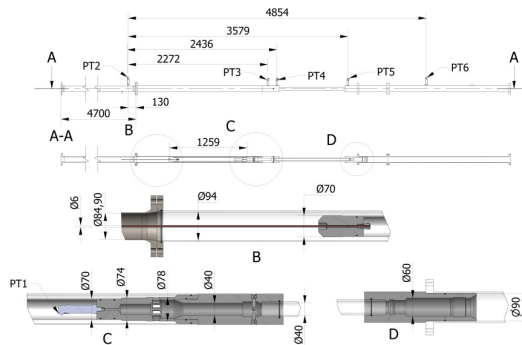 4854
3579
2436
2272
A
PT2
PT3
PT4
PT5
PT6
A
4700
B
130
A-A
C
D
1259
Ø6
Ø84,90
Ø94
Ø70
B
PT1
Ø70
Ø74
Ø78
Ø40
Ø40
C
Ø60
Ø90
D